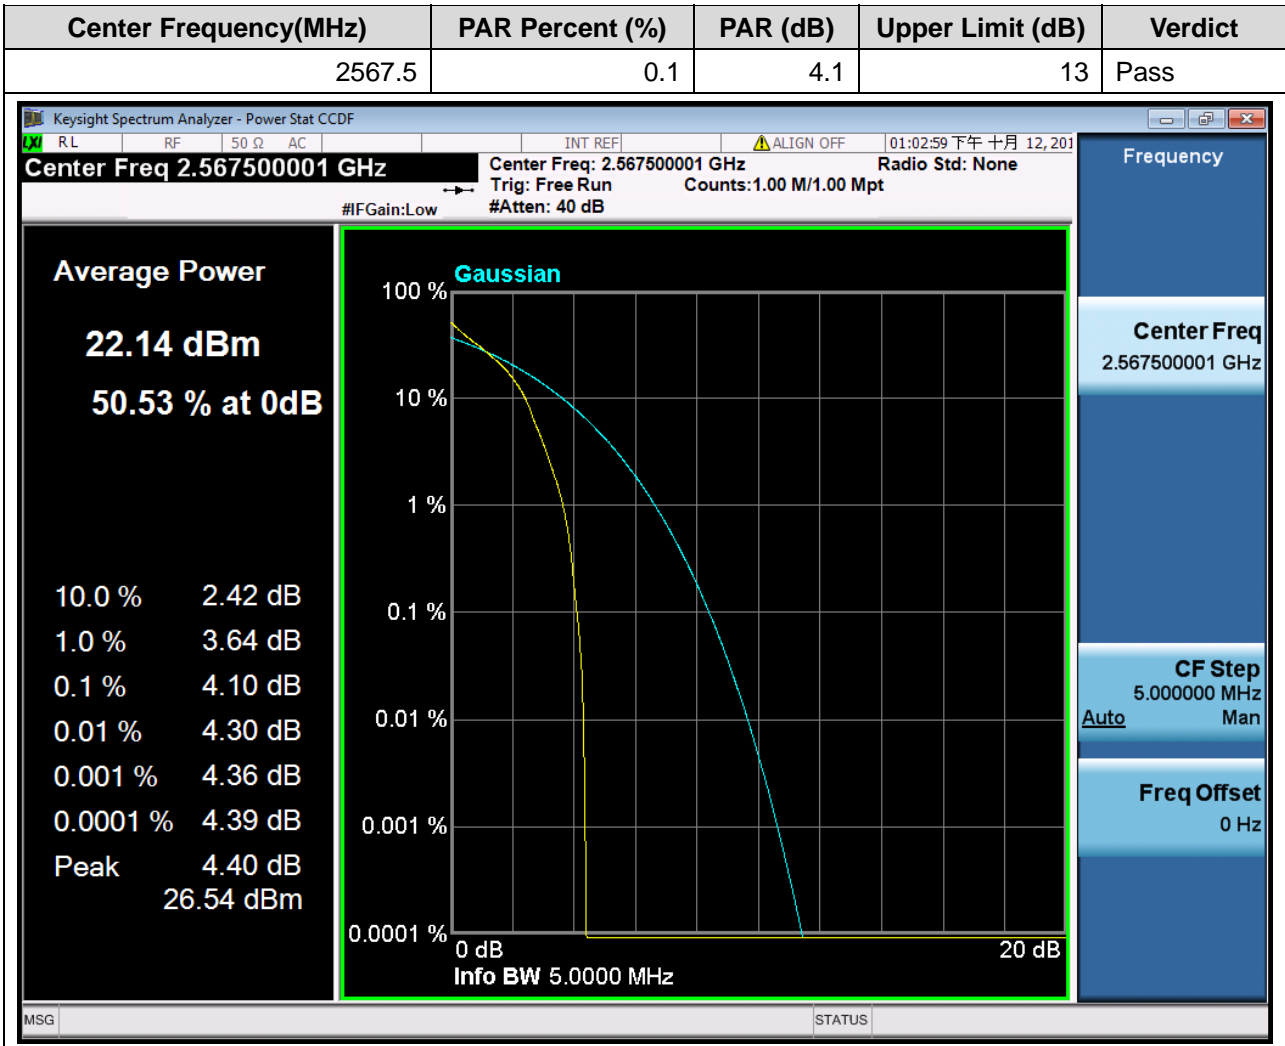 Center Frequency(MHz) PAR Percent (%) PAR (dB) Upper Limit (dB) Verdict
2567.5 0.1 4.1 13 Pass
Keysight Spectrum Analyzer - Power Stat CCDF
LXI RL RF 50 Ω AC INT REF ALIGN OFF 01:02:59 下午 十月 12, 201
Center Freq 2.567500001 GHz
Center Freq: 2.567500001 GHz Radio Std: None
Trig: Free Run Counts:1.00 M/1.00 Mpt
#IFGain:Low #Atten: 40 dB
Frequency
Average Power
22.14 dBm
50.53 % at 0dB
10.0 % 2.42 dB
1.0 % 3.64 dB
0.1 % 4.10 dB
0.01 % 4.30 dB
0.001 % 4.36 dB
0.0001 % 4.39 dB
Peak 4.40 dB
26.54 dBm
Gaussian
100 %
10 %
1 %
0.1 %
0.01 %
0.001 %
0.0001 %
0 dB 20 dB
Info BW 5.0000 MHz
Center Freq
2.567500001 GHz
CF Step
5.000000 MHz
Auto Man
Freq Offset
0 Hz
MSG STATUS